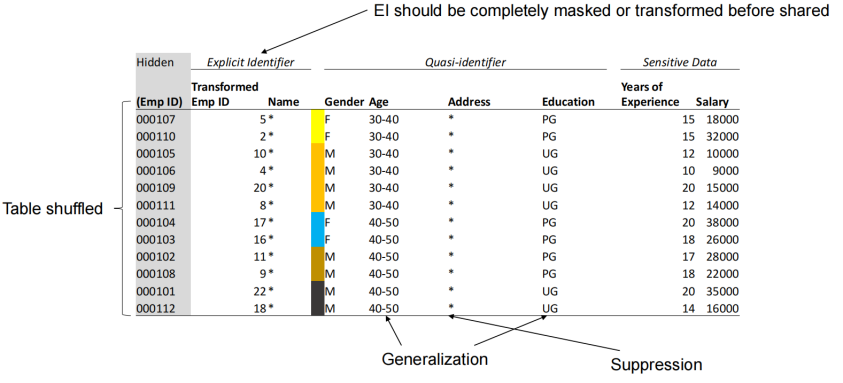 EI should be completely masked or transformed before shared
Hidden Explicit Identifier Quasi-identifier Sensitive Data
Transformed Years of
(Emp ID) Emp ID Name Gender Age Address Education Experience Salary
000107 5 * F 30-40 * PG 15 18000
000110 2 * F 30-40 * PG 15 32000
000105 10 * M 30-40 * UG 12 10000
000106 4 * M 30-40 * UG 10 9000
000109 20 * M 30-40 * UG 20 15000
000111 8 * M 30-40 * UG 12 14000
000104 17 * F 40-50 * PG 20 38000
Table shuffled
000103 16 * F 40-50 * PG 18 26000
000102 11 * M 40-50 * PG 17 28000
000108 9 * M 40-50 * PG 18 22000
000101 22 * M 40-50 * UG 20 35000
000112 18 * M 40-50 * UG 14 16000
Generalization
Suppression